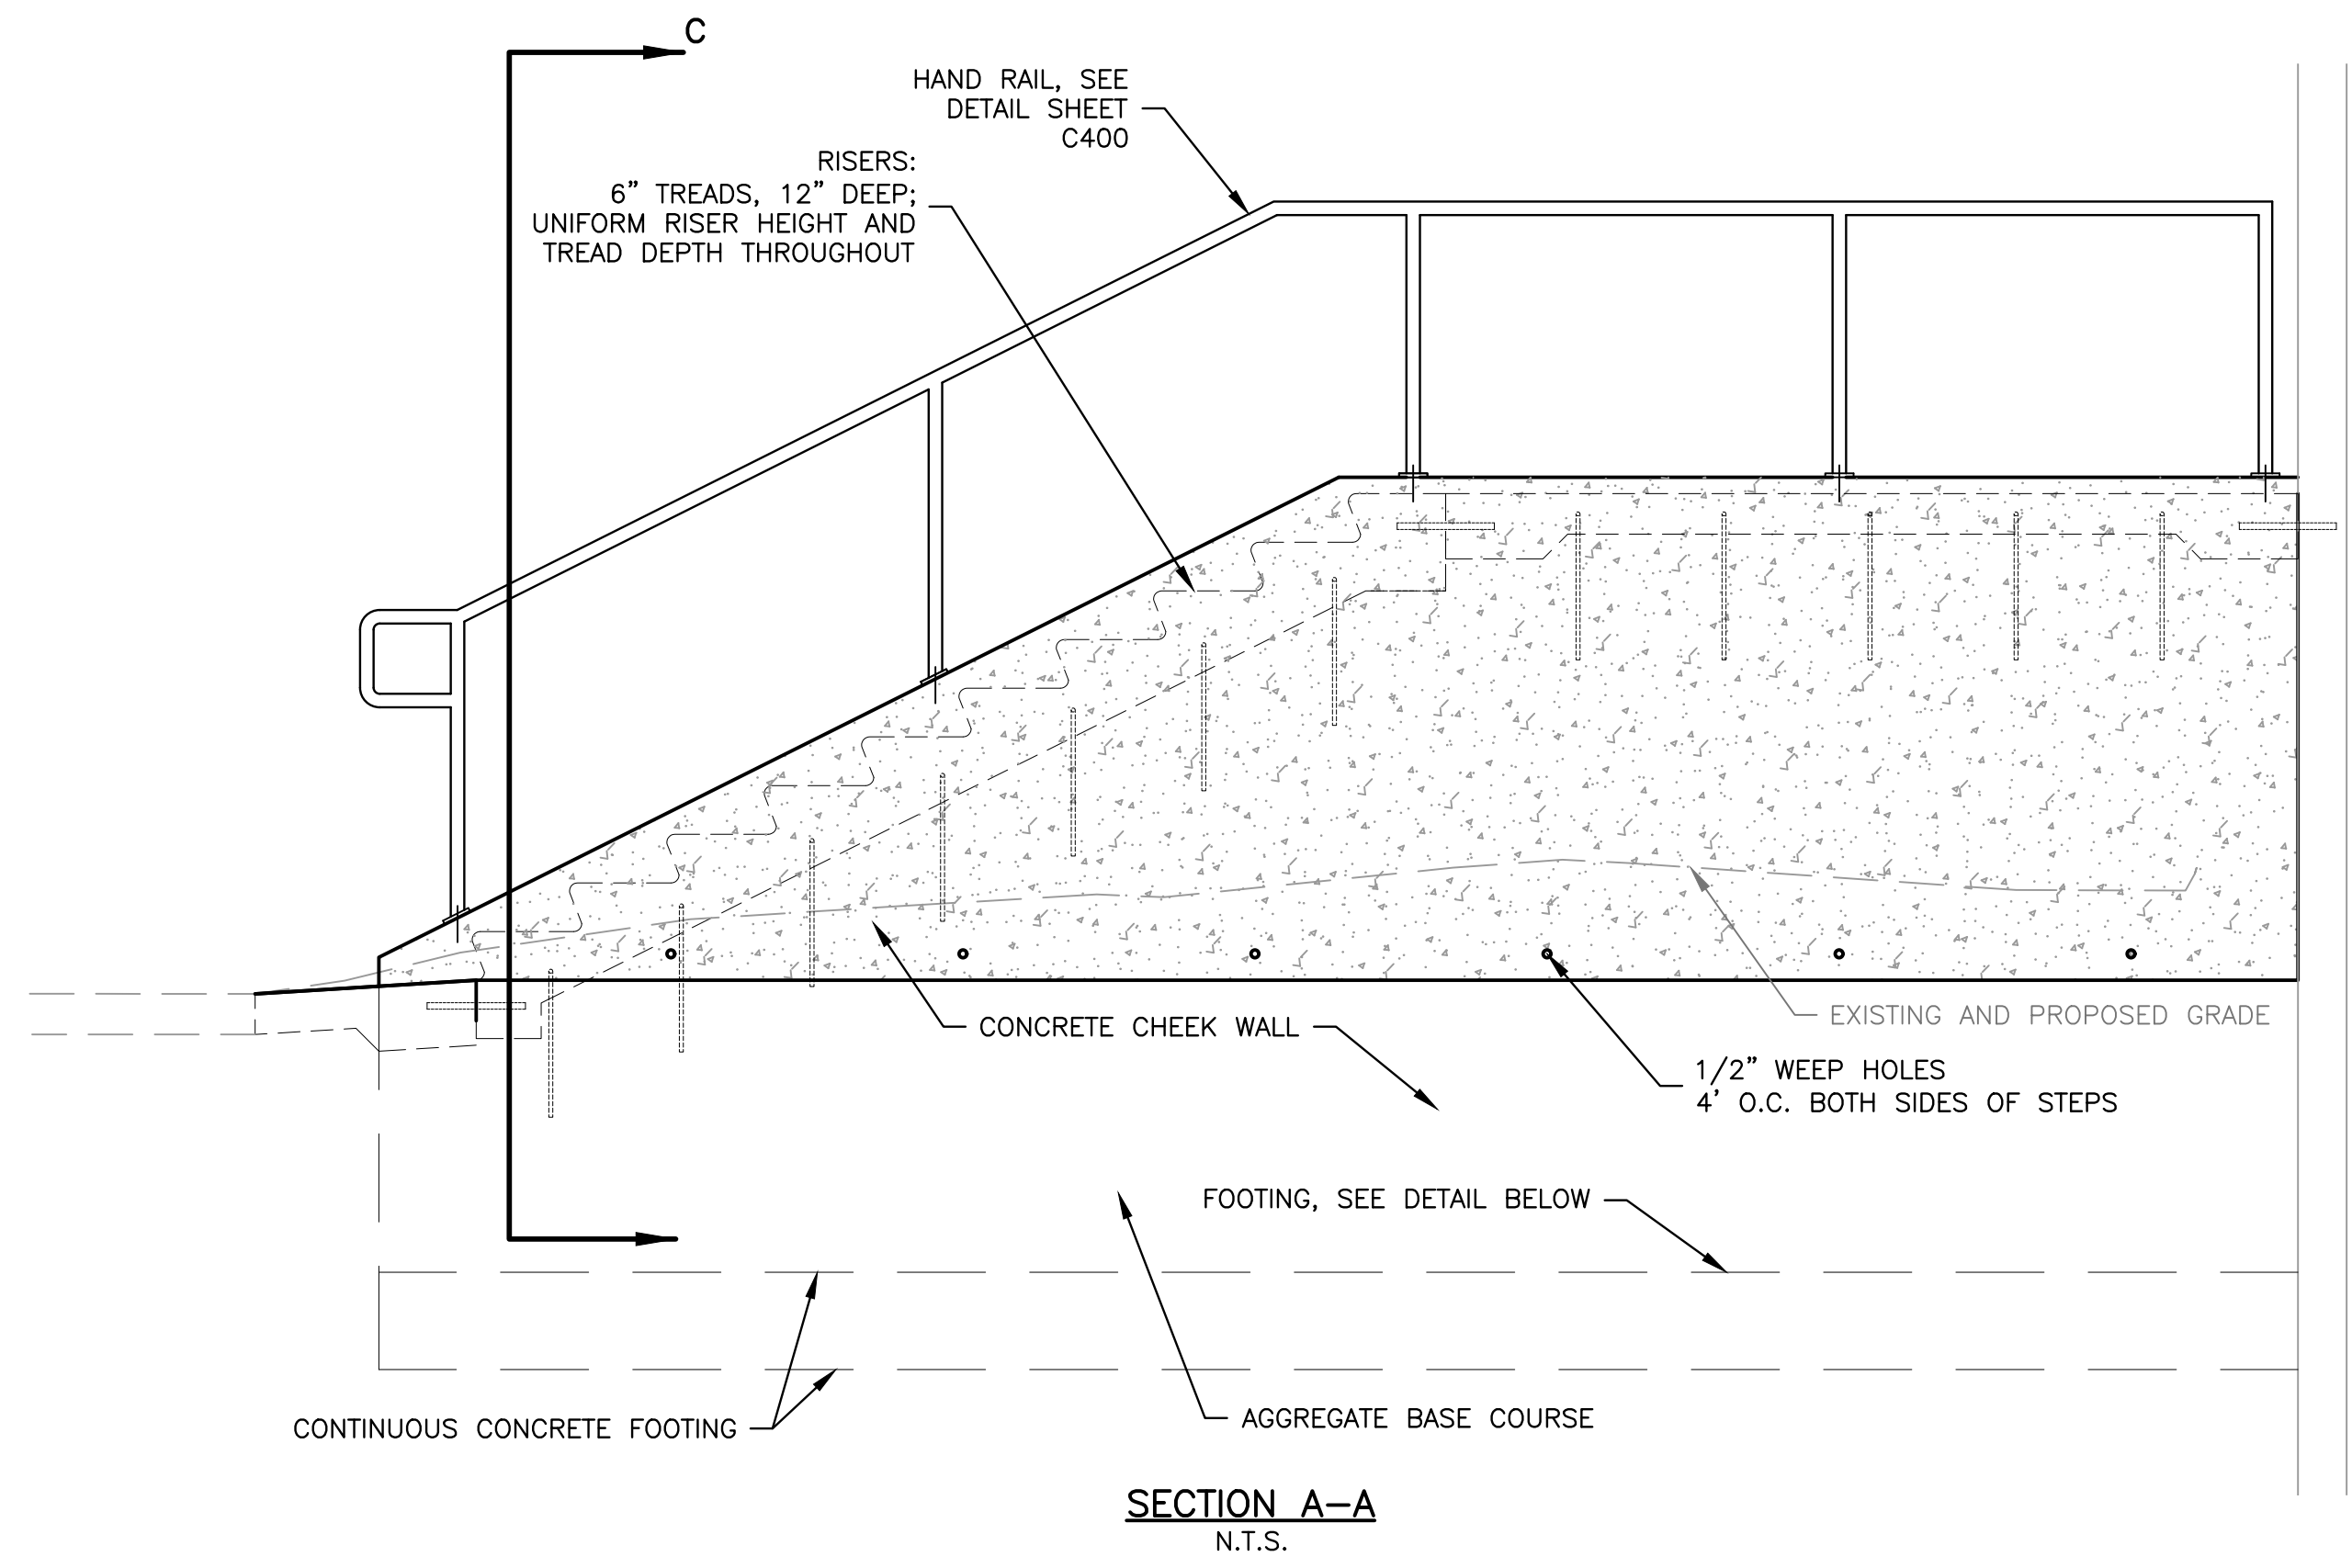 C
HAND RAIL, SEE
DETAIL SHEET
C400
RISERS:
6" TREADS, 12" DEEP;
UNIFORM RISER HEIGHT AND
TREAD DEPTH THROUGHOUT
CONCRETE CHEEK WALL
EXISTING AND PROPOSED GRADE
1/2" WEEP HOLES
4' O.C. BOTH SIDES OF STEPS
FOOTING, SEE DETAIL BELOW
CONTINUOUS CONCRETE FOOTING
AGGREGATE BASE COURSE
SECTION A-A
N.T.S.